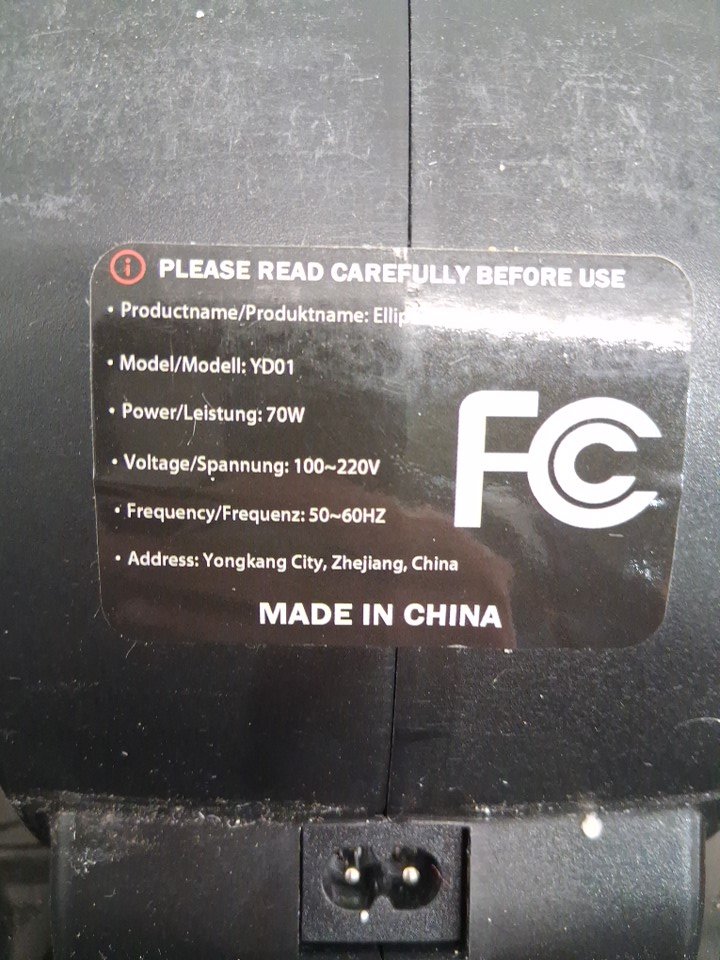 PLEASE READ CAREFULLY BEFORE USE
• Productname/Produktname:
• Model/Modell: YD01
• Power/Leistung: 70W
• Voltage/Spannung: 100~220V
• Frequency/Frequenz: 50~60HZ
• Address: Yongkang City, Zhejiang, China
MADE IN CHINA
FC